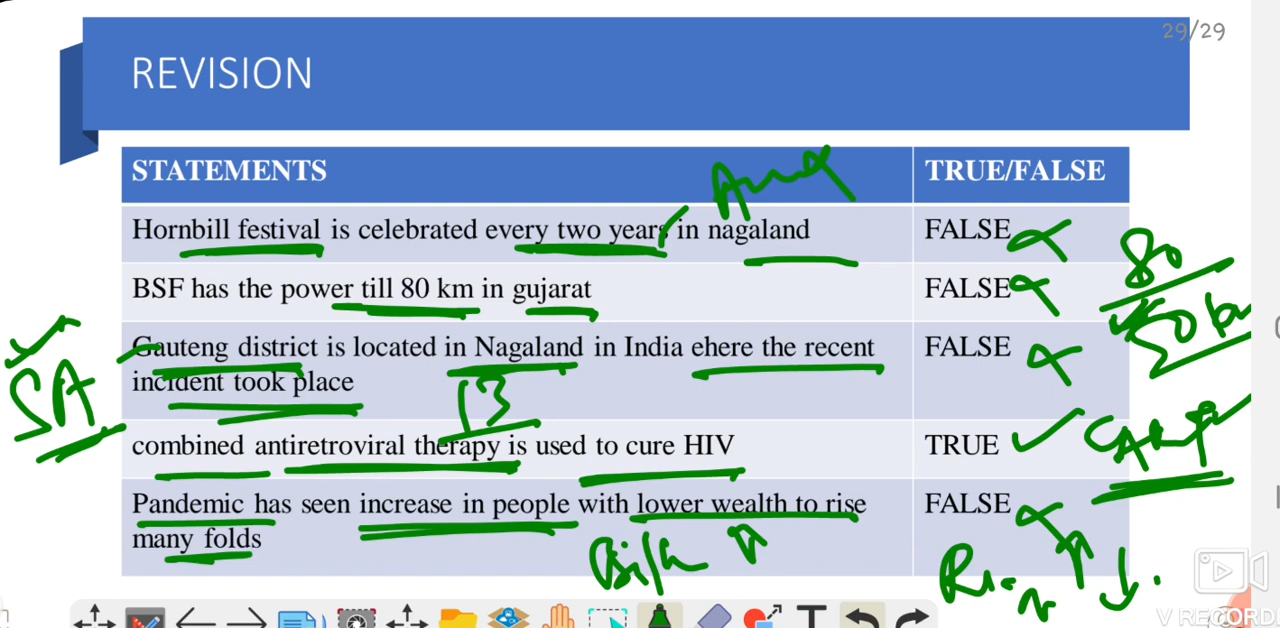 29/29
REVISION
STATEMENTS
TRUE/FALSE
Hornbill festival is celebrated every two years in nagaland
FALSE
BSF has the power till 80 km in gujarat
FALSE
80
50 km
Gauteng district is located in Nagaland in India ehere the recent
incident took place
FALSE
SA
13
combined antiretroviral therapy is used to cure HIV
TRUE
CART
Pandemic has seen increase in people with lower wealth to rise
many folds
FALSE
T
V RECORD